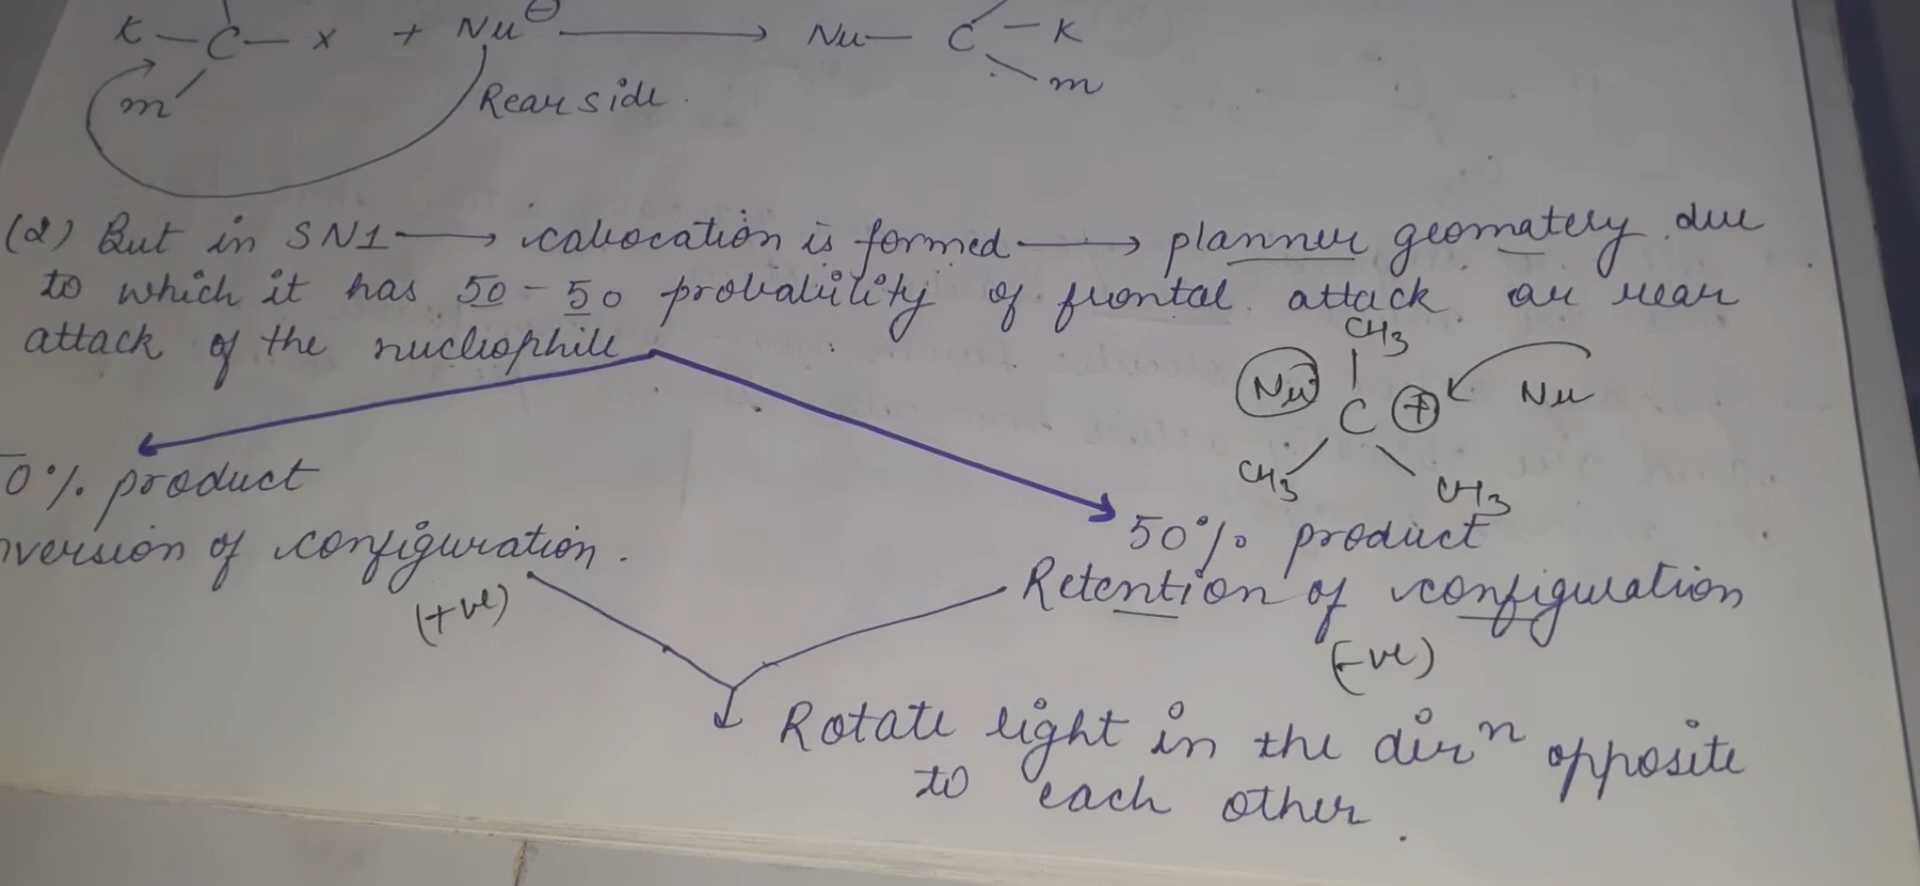 K — C — x + Nu⊖ ⟶ Nu — C — K
m
m
Rear side
(2) But in SN1 ⟶ cabocation is formed ⟶ planner geomatery due
to which it has 50 - 50 probability of frontal attack or rear
attack of the nucleophile
CH3
Nu C + Nu
CH3 CH3
0% product
50% product
version of configuration.
Retention of configuration
(+ve)
(-ve)
Rotate light in the dirn opposite
to each other.